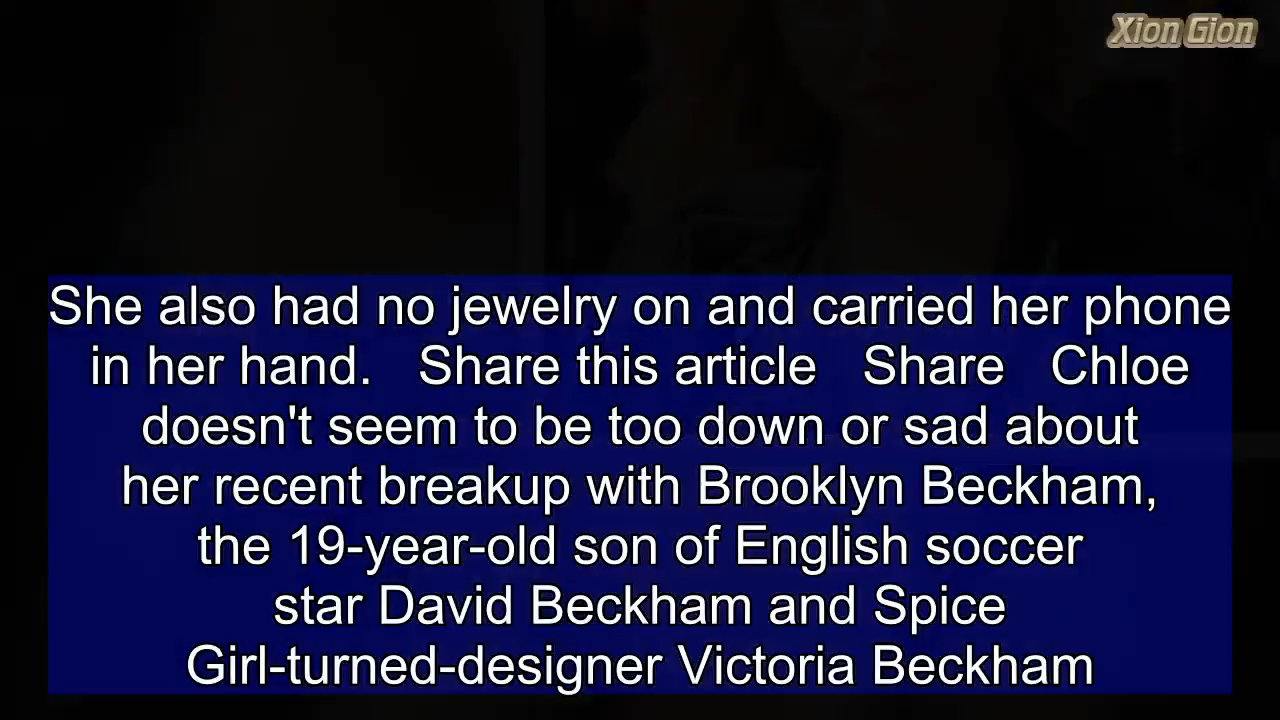 Xion Gion
She also had no jewelry on and carried her phone
in her hand.   Share this article   Share   Chloe
doesn't seem to be too down or sad about
her recent breakup with Brooklyn Beckham,
the 19-year-old son of English soccer
star David Beckham and Spice
Girl-turned-designer Victoria Beckham